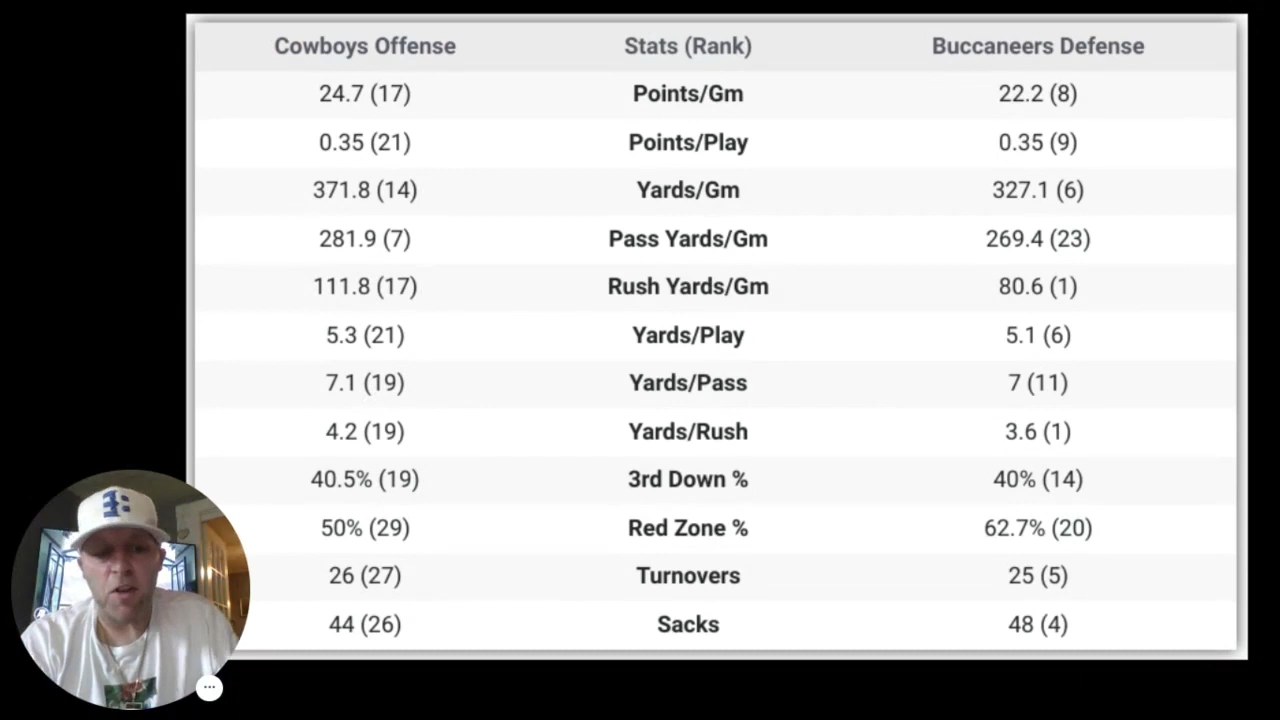 Cowboys Offense Stats (Rank) Buccaneers Defense
24.7 (17) Points/Gm 22.2 (8)
0.35 (21) Points/Play 0.35 (9)
371.8 (14) Yards/Gm 327.1 (6)
281.9 (7) Pass Yards/Gm 269.4 (23)
111.8 (17) Rush Yards/Gm 80.6 (1)
5.3 (21) Yards/Play 5.1 (6)
7.1 (19) Yards/Pass 7 (11)
4.2 (19) Yards/Rush 3.6 (1)
40.5% (19) 3rd Down % 40% (14)
50% (29) Red Zone % 62.7% (20)
26 (27) Turnovers 25 (5)
44 (26) Sacks 48 (4)